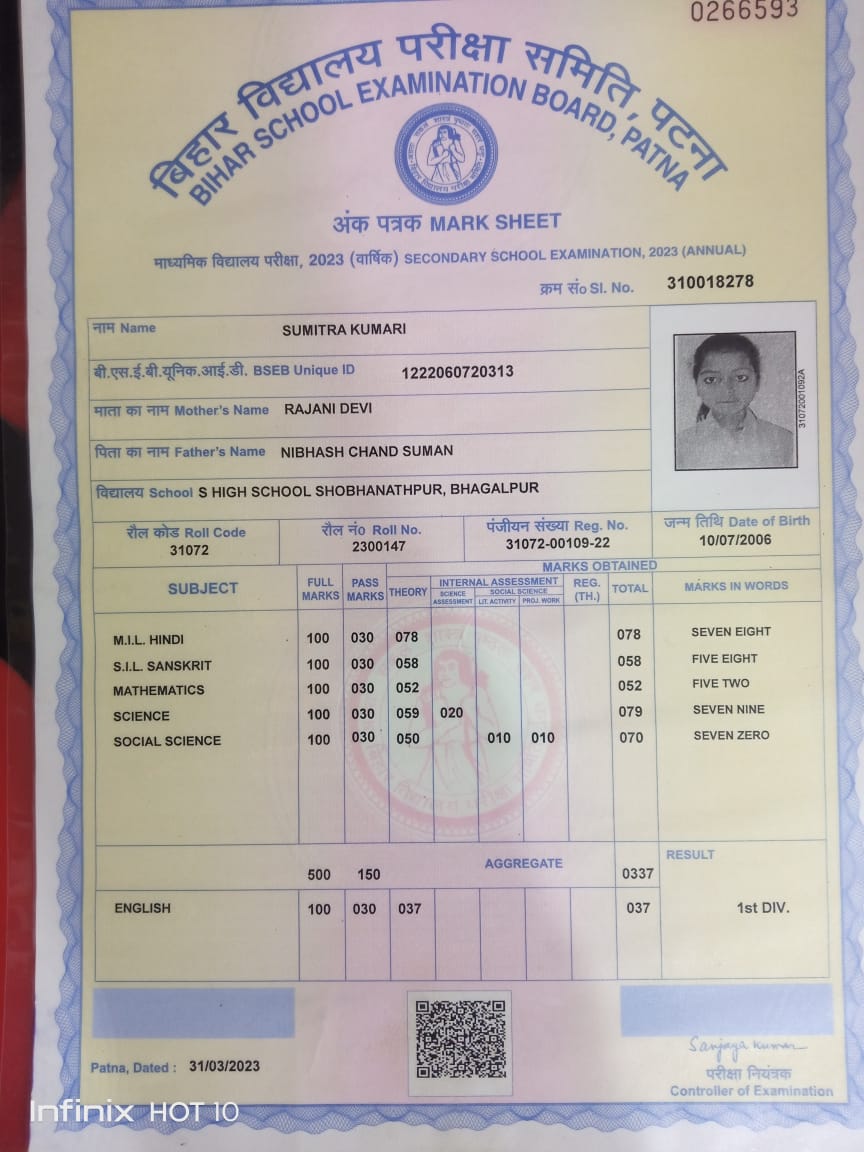 0266593
बिहार विद्यालय परीक्षा समिति, पटना
BIHAR SCHOOL EXAMINATION BOARD, PATNA
अंक पत्रक MARK SHEET
माध्यमिक विद्यालय परीक्षा, 2023 (वार्षिक) SECONDARY SCHOOL EXAMINATION, 2023 (ANNUAL)
क्रम सं० Sl. No. 310018278
नाम Name SUMITRA KUMARI
बी.एस.ई.बी.यूनिक.आई.डी. BSEB Unique ID 1222060720313
माता का नाम Mother's Name RAJANI DEVI
पिता का नाम Father's Name NIBHASH CHAND SUMAN
विद्यालय School S HIGH SCHOOL SHOBHANATHPUR, BHAGALPUR
31072001092A
रौल कोड Roll Code रौल नं० Roll No. पंजीयन संख्या Reg. No. जन्म तिथि Date of Birth
31072 2300147 31072-00109-22 10/07/2006
MARKS OBTAINED
SUBJECT FULL MARKS PASS MARKS THEORY INTERNAL ASSESSMENT REG. (TH.) TOTAL MARKS IN WORDS
SCIENCE ASSESSMENT SOCIAL SCIENCE
LIT. ACTIVITY PROJ. WORK
M.I.L. HINDI 100 030 078 078 SEVEN EIGHT
S.I.L. SANSKRIT 100 030 058 058 FIVE EIGHT
MATHEMATICS 100 030 052 052 FIVE TWO
SCIENCE 100 030 059 020 079 SEVEN NINE
SOCIAL SCIENCE 100 030 050 010 010 070 SEVEN ZERO
500 150 AGGREGATE 0337 RESULT
ENGLISH 100 030 037 037 1st DIV.
Patna, Dated : 31/03/2023
Sanjaya Kumar
परीक्षा नियंत्रक
Controller of Examination
Infinix HOT 10